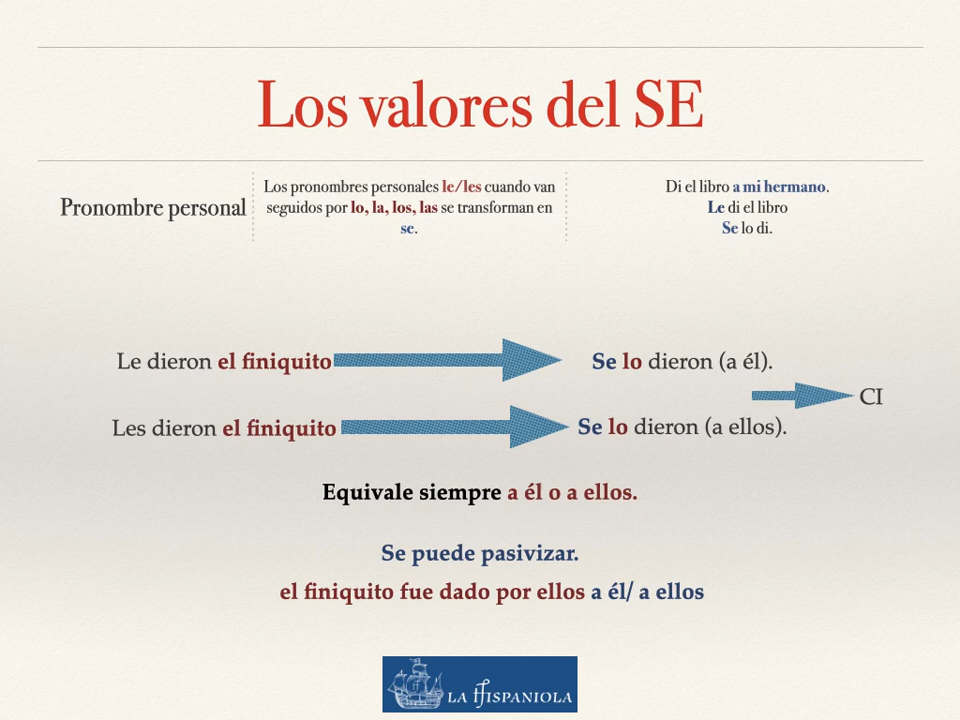 Los valores del SE
Pronombre personal
Los pronombres personales le/les cuando van
seguidos por lo, la, los, las se transforman en
se.
Di el libro a mi hermano.
Le di el libro
Se lo di.
Le dieron el finiquito
Se lo dieron (a él).
CI
Les dieron el finiquito
Se lo dieron (a ellos).
Equivale siempre a él o a ellos.
Se puede pasivizar.
el finiquito fue dado por ellos a él/ a ellos
LA HISPANIOLA